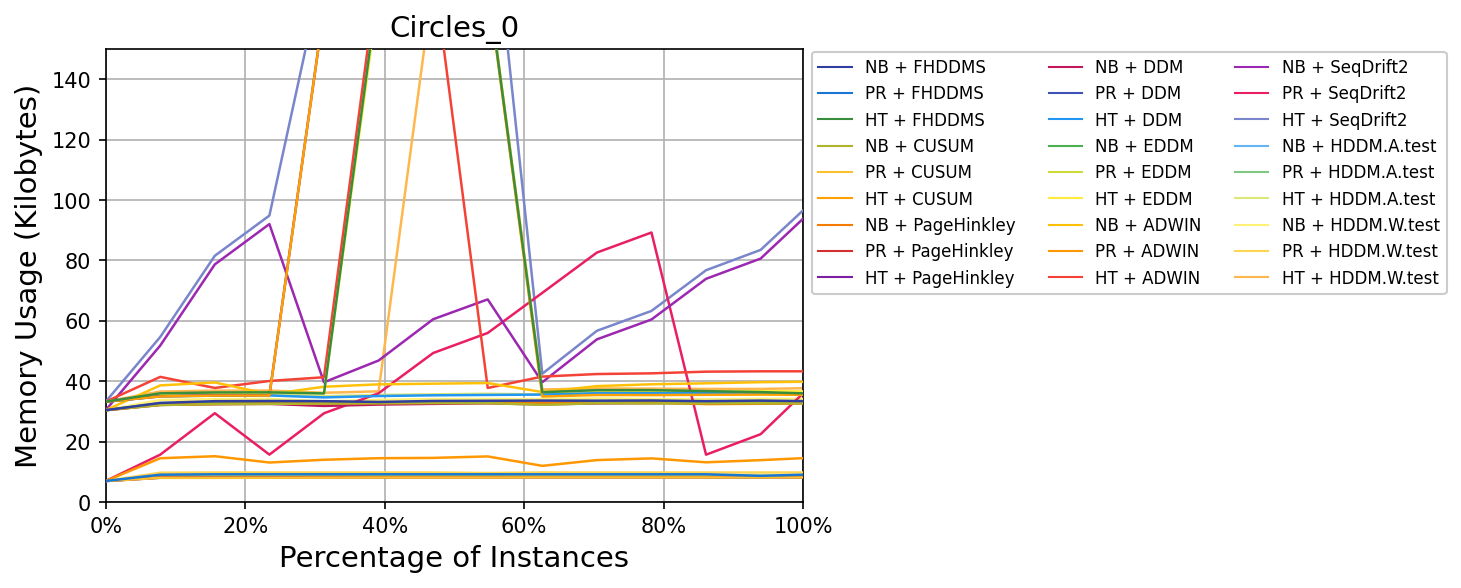 Circles_0
Memory Usage (Kilobytes)
140
120
100
80
60
40
20
0
0%
20%
40%
60%
80%
100%
Percentage of Instances
NB + FHDDMS
PR + FHDDMS
HT + FHDDMS
NB + CUSUM
PR + CUSUM
HT + CUSUM
NB + PageHinkley
PR + PageHinkley
HT + PageHinkley
NB + DDM
PR + DDM
HT + DDM
NB + EDDM
PR + EDDM
HT + EDDM
NB + ADWIN
PR + ADWIN
HT + ADWIN
NB + SeqDrift2
PR + SeqDrift2
HT + SeqDrift2
NB + HDDM.A.test
PR + HDDM.A.test
HT + HDDM.A.test
NB + HDDM.W.test
PR + HDDM.W.test
HT + HDDM.W.test